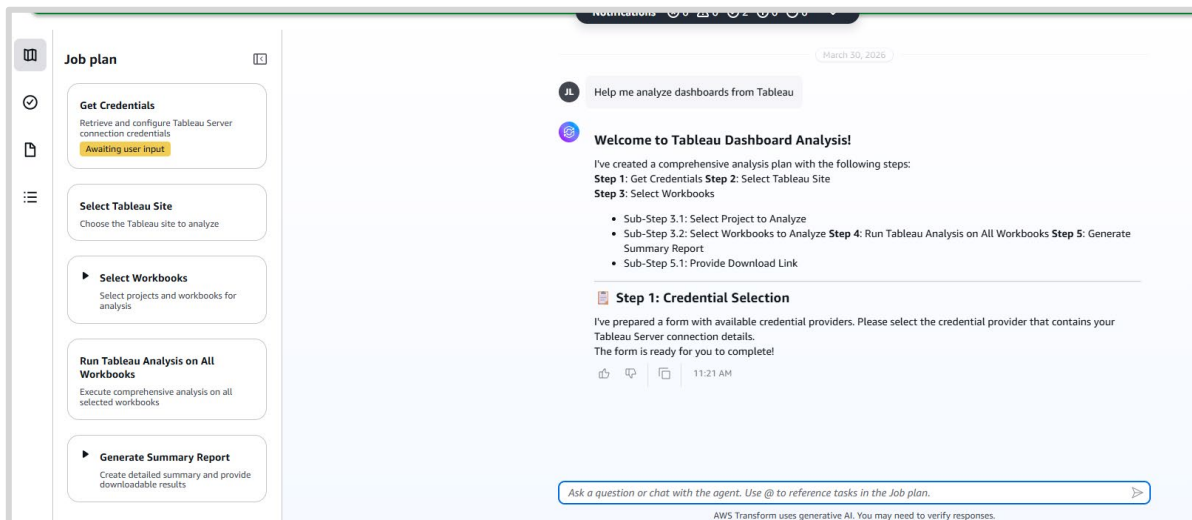 Notifications
Job plan
Get Credentials
Retrieve and configure Tableau Server
connection credentials
Awaiting user input
Select Tableau Site
Choose the Tableau site to analyze
Select Workbooks
Select projects and workbooks for
analysis
Run Tableau Analysis on All
Workbooks
Execute comprehensive analysis on all
selected workbooks
Generate Summary Report
Create detailed summary and provide
downloadable results
March 30, 2026
JL
Help me analyze dashboards from Tableau
Welcome to Tableau Dashboard Analysis!
I've created a comprehensive analysis plan with the following steps:
Step 1: Get Credentials Step 2: Select Tableau Site
Step 3: Select Workbooks
• Sub-Step 3.1: Select Project to Analyze
• Sub-Step 3.2: Select Workbooks to Analyze Step 4: Run Tableau Analysis on All Workbooks Step 5: Generate
Summary Report
• Sub-Step 5.1: Provide Download Link
Step 1: Credential Selection
I've prepared a form with available credential providers. Please select the credential provider that contains your
Tableau Server connection details.
The form is ready for you to complete!
11:21 AM
Ask a question or chat with the agent. Use @ to reference tasks in the Job plan.
AWS Transform uses generative AI. You may need to verify responses.